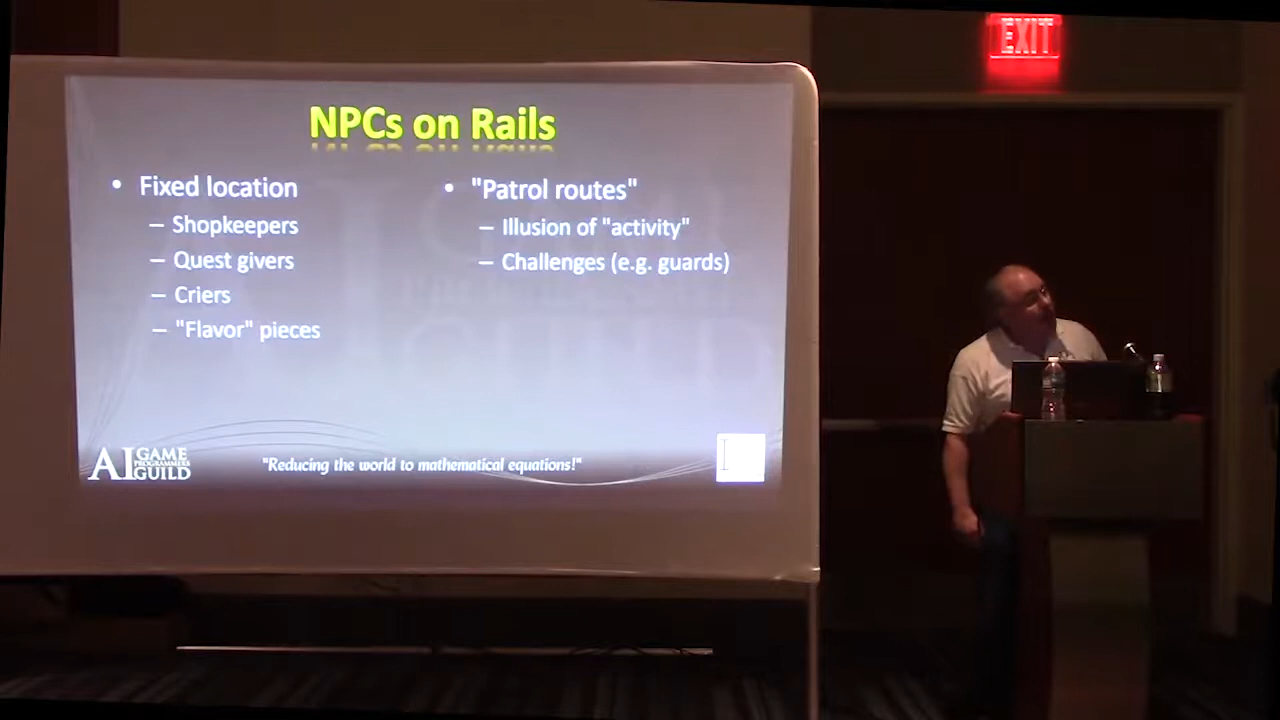 EXIT
NPCs on Rails
• Fixed location
– Shopkeepers
– Quest givers
– Criers
– "Flavor" pieces
• "Patrol routes"
– Illusion of "activity"
– Challenges (e.g. guards)
AI GAME
PROGRAMMERS
GUILD
"Reducing the world to mathematical equations!"